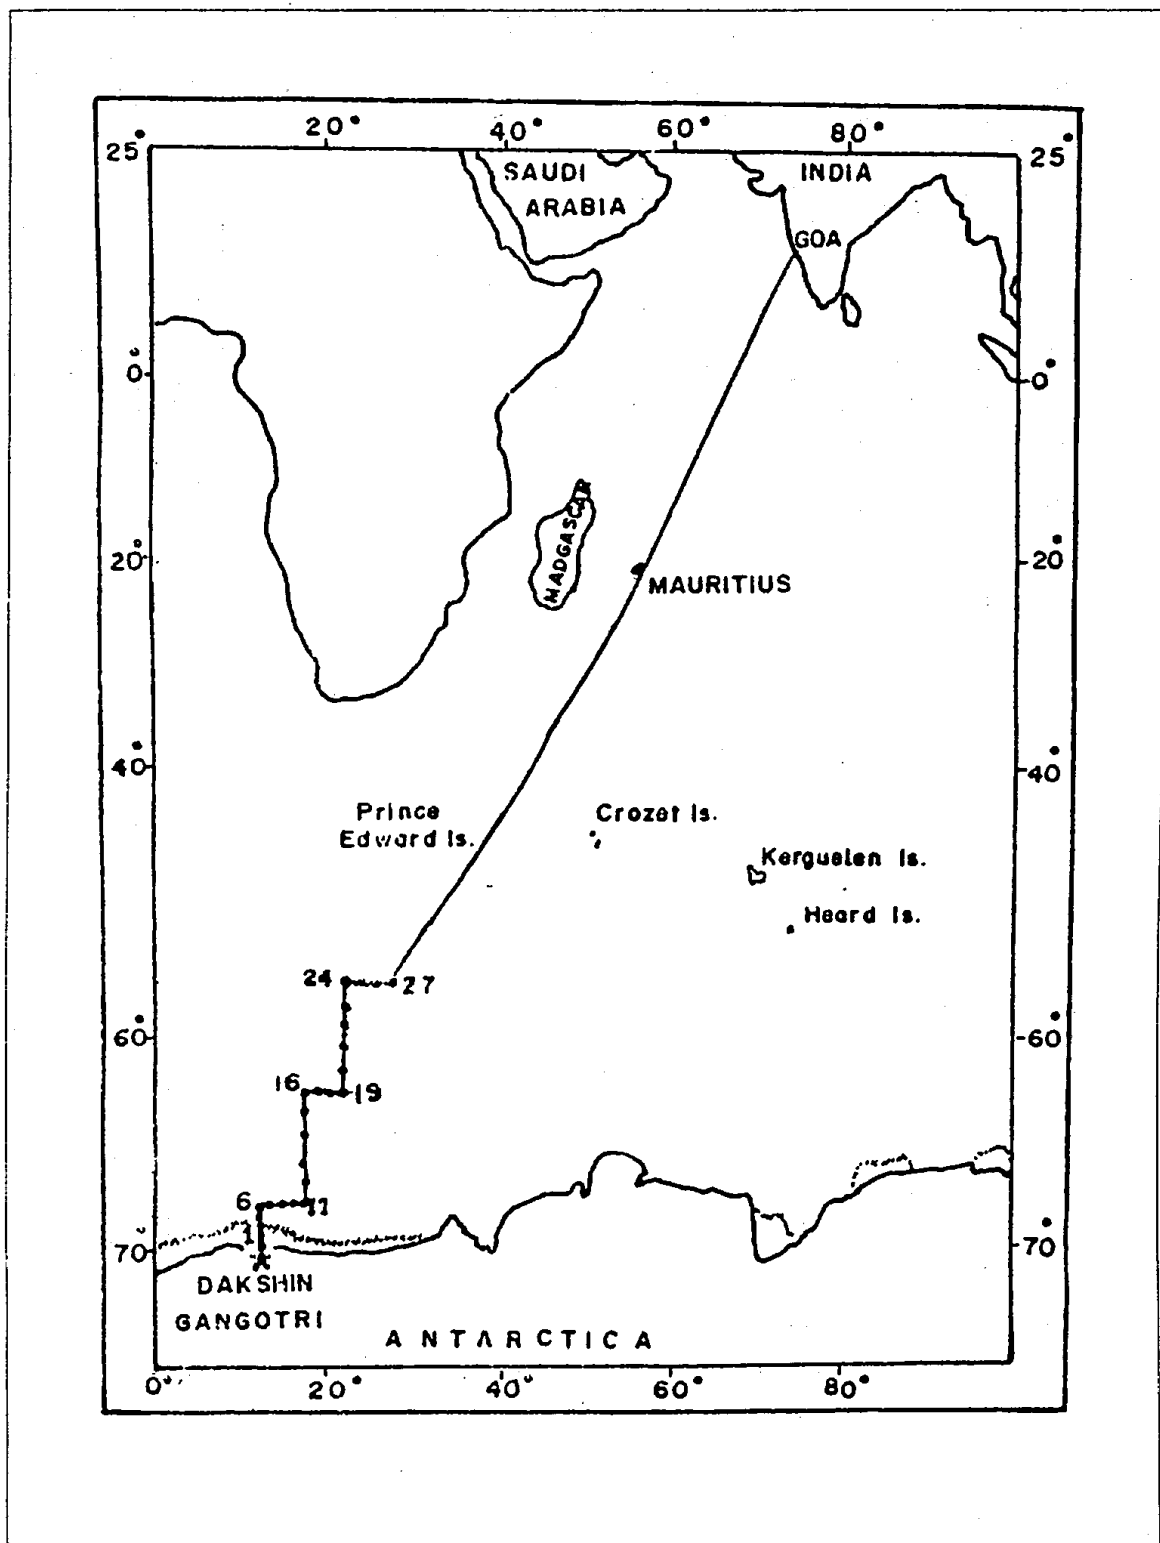 20° 40° 60° 80°
25° 25°
SAUDI
ARABIA
INDIA
GOA
0° 0°
MADGASCAR
20° 20°
MAURITIUS
40° 40°
Prince
Edward Is.
Crozet Is.
Kerguelen Is.
Heard Is.
24 27
60° 60°
16 19
6 11
1
70° 70°
DAKSHIN
GANGOTRI
ANTARCTICA
0° 20° 40° 60° 80°